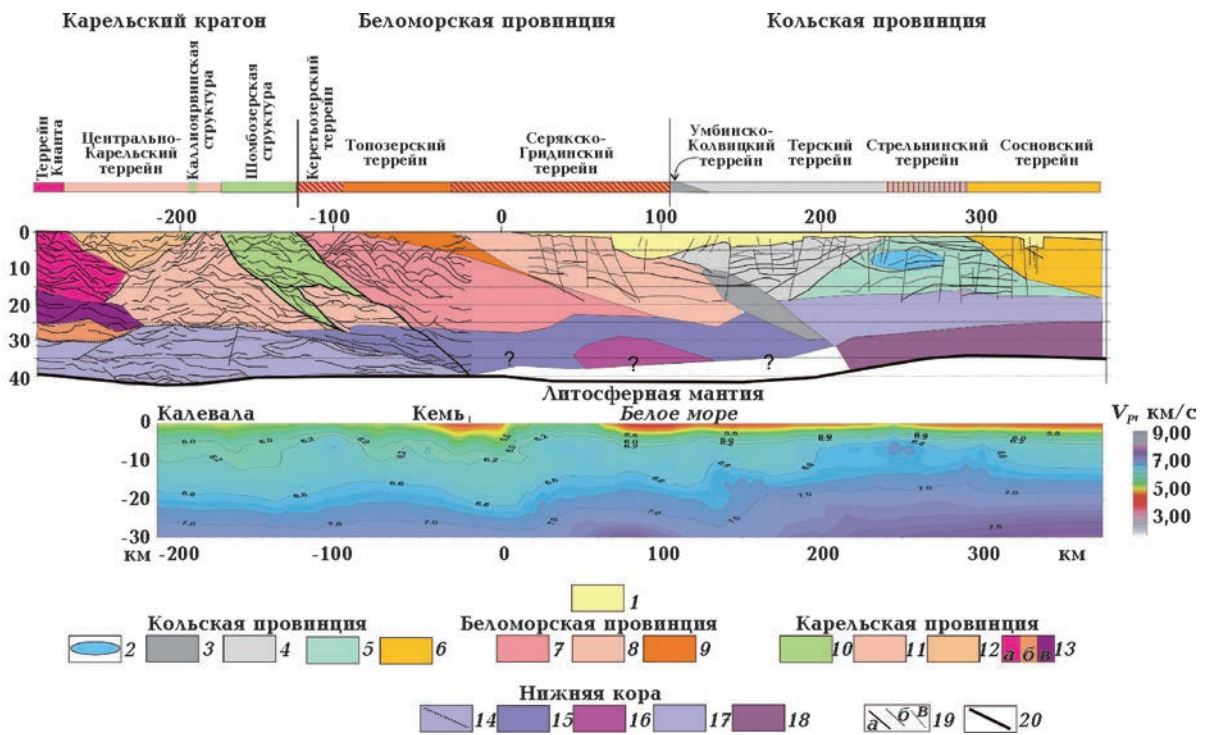 Карельский кратон Беломорская провинция Кольская провинция
Террейн Кианта
Центрально-Карельский террейн
Каллиоярвинская структура
Шомбозерская структура
Керетьозерский террейн
Топозерский террейн
Серякско-Гридинский террейн
Умбинско-Колвицкий террейн
Терский террейн
Стрельнинский террейн
Сосновский террейн
-200 -100 0 100 200 300
0
10
20
30
40
? ? ?
Литосферная мантия
Калевала Кемь Белое море Vp, км/с
0
-10
-20
-30
км -200 -100 0 100 200 300 км
9,00
7,00
5,00
3,00
1
Кольская провинция Беломорская провинция Карельская провинция
2 3 4 5 6 7 8 9 10 11 12 а б в 13
Нижняя кора
14 15 16 17 18 а б в 19 20